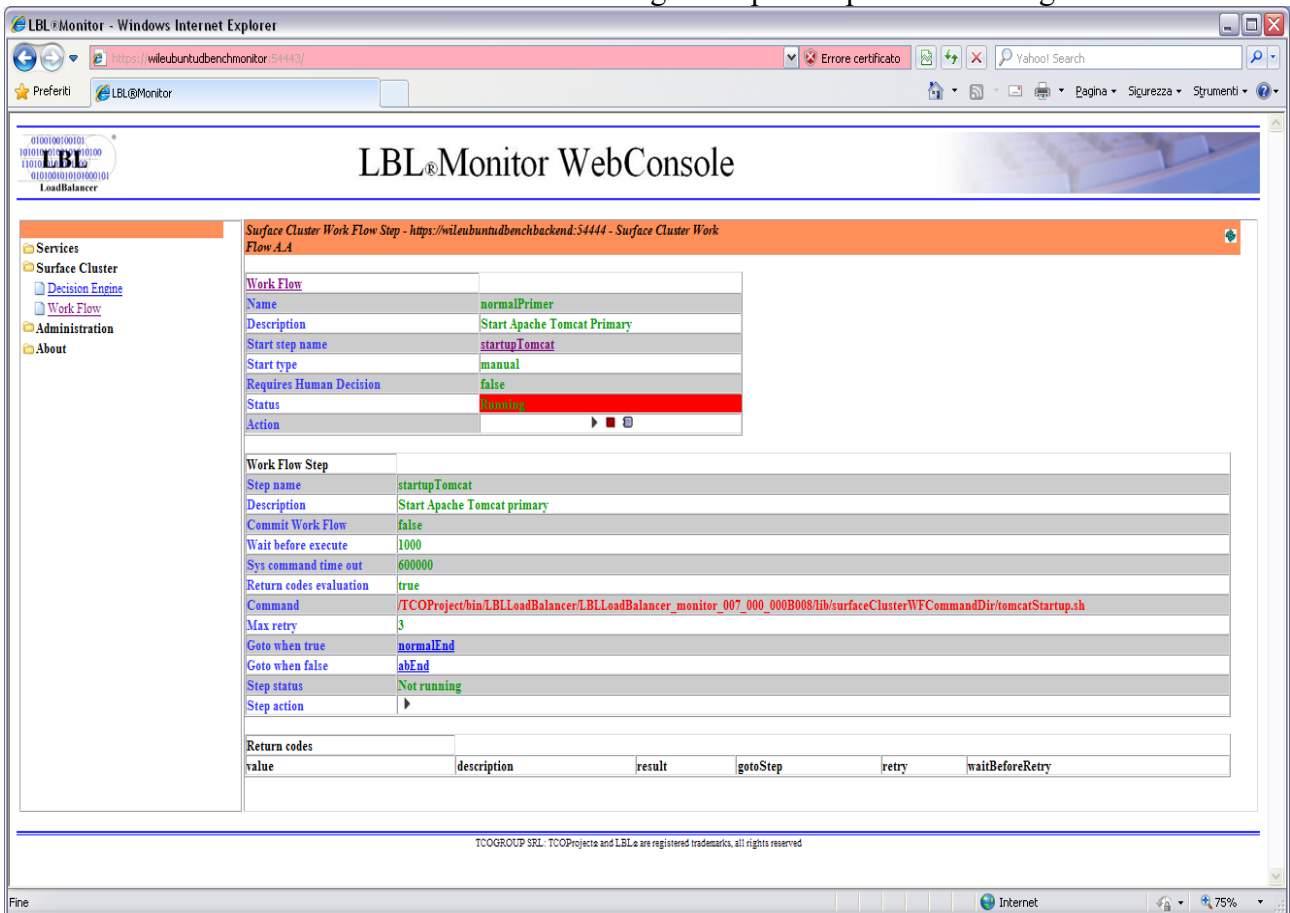 LBL®Monitor - Windows Internet Explorer
https://wileubuntudbenchmonitor:54443/
Errore certificato
Yahoo! Search
Preferiti
LBL®Monitor
Pagina
Sicurezza
Strumenti
LBL
LoadBalancer
LBL®Monitor WebConsole
Services
Surface Cluster
Decision Engine
Work Flow
Administration
About
Surface Cluster Work Flow Step - https://wileubuntudbenchbackend:54444 - Surface Cluster Work
Flow A.A
Work Flow
Name normalPrimer
Description Start Apache Tomcat Primary
Start step name startupTomcat
Start type manual
Requires Human Decision false
Status Running
Action
Work Flow Step
Step name startupTomcat
Description Start Apache Tomcat primary
Commit Work Flow false
Wait before execute 1000
Sys command time out 600000
Return codes evaluation true
Command /TCOProject/bin/LBLLoadBalancer/LBLLoadBalancer_monitor_007_000_000B008/lib/surfaceClusterWFCommandDir/tomcatStartup.sh
Max retry 3
Goto when true normalEnd
Goto when false abEnd
Step status Not running
Step action
Return codes
value description result gotoStep retry waitBeforeRetry
TCOGROUP SRL: TCOProject® and LBL® are registered trademarks, all rights reserved
Fine
Internet
75%